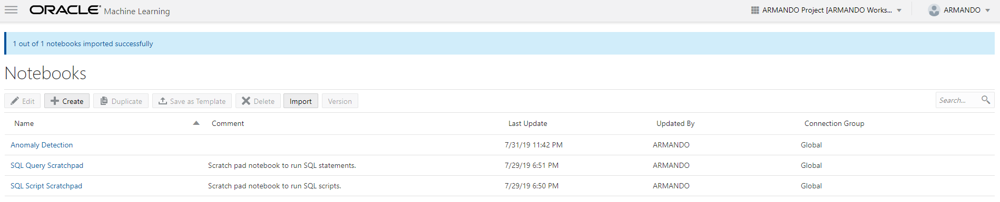 ORACLE® Machine Learning ARMANDO Project [ARMANDO Works... ARMANDO
1 out of 1 notebooks imported successfully
Notebooks
Edit Create Duplicate Save as Template Delete Import Version Search...
Name Comment Last Update Updated By Connection Group
Anomaly Detection 7/31/19 11:42 PM ARMANDO Global
SQL Query Scratchpad Scratch pad notebook to run SQL statements. 7/29/19 6:51 PM ARMANDO Global
SQL Script Scratchpad Scratch pad notebook to run SQL scripts. 7/29/19 6:50 PM ARMANDO Global